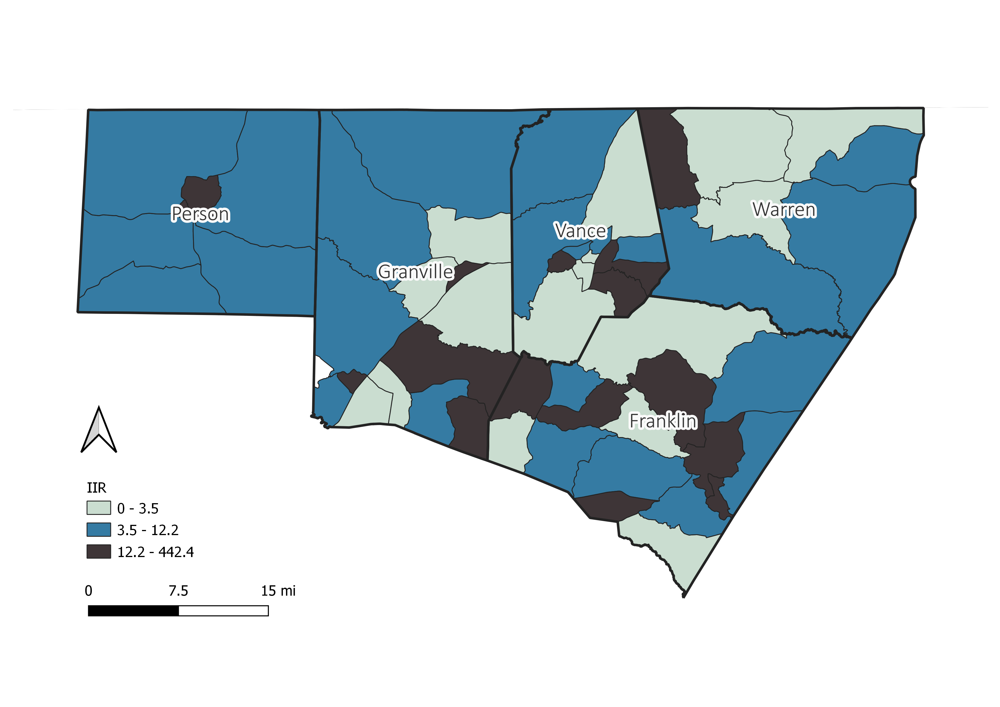 Person
Warren
Vance
Granville
Franklin
IIR
0 - 3.5
3.5 - 12.2
12.2 - 442.4
0 7.5 15 mi